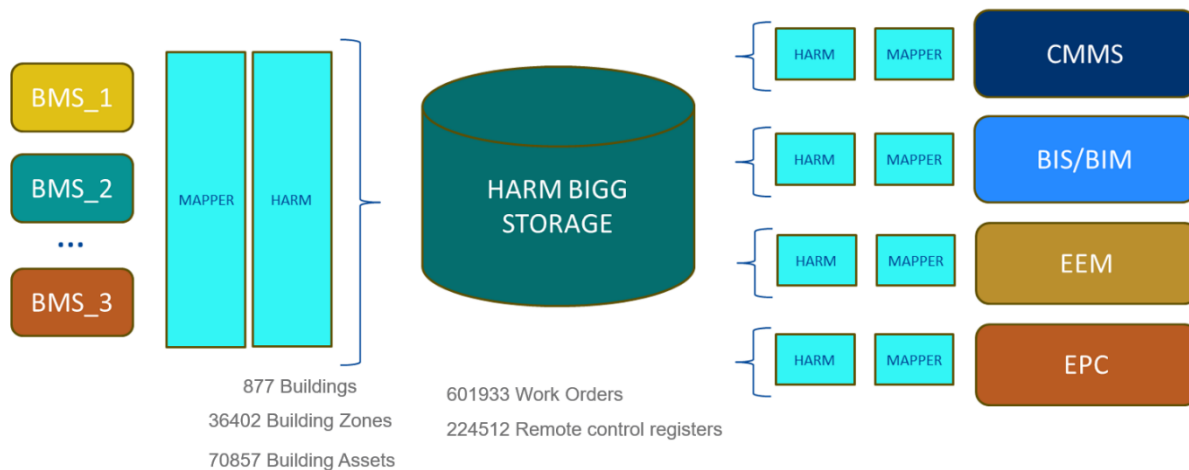 BMS_1
BMS_2
...
BMS_3
MAPPER
HARM
HARM BIGG
STORAGE
HARM
MAPPER
CMMS
HARM
MAPPER
BIS/BIM
HARM
MAPPER
EEM
HARM
MAPPER
EPC
877 Buildings
36402 Building Zones
70857 Building Assets
601933 Work Orders
224512 Remote control registers